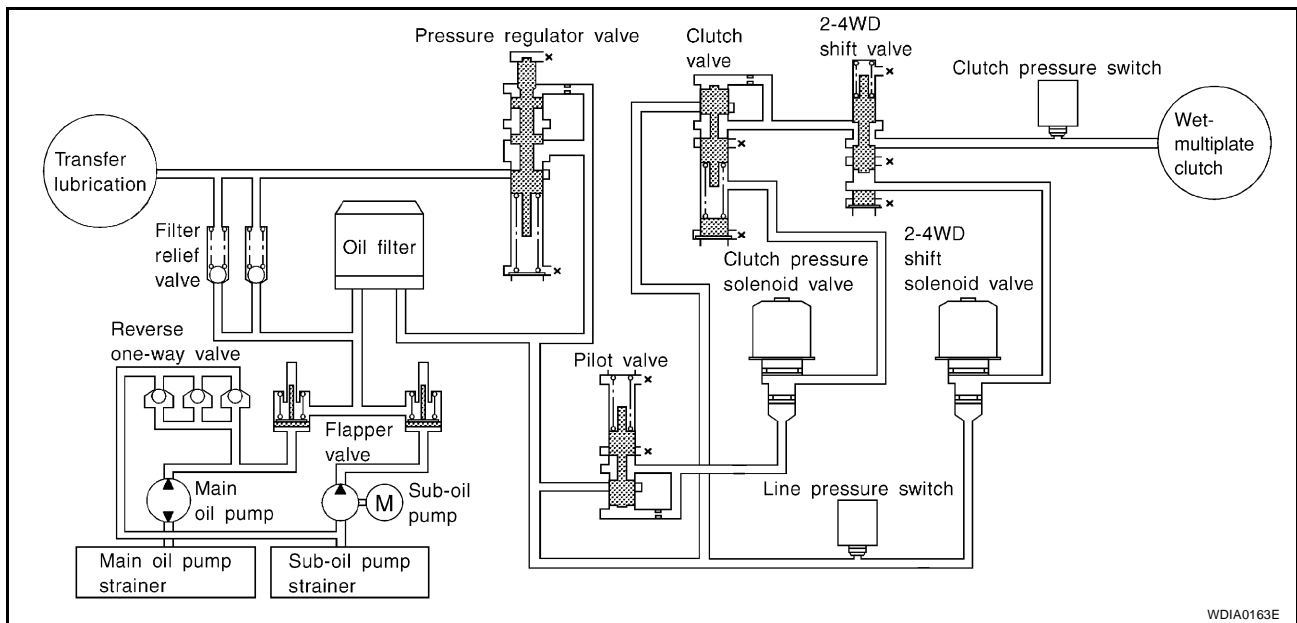 Pressure regulator valve
Clutch
valve
2-4WD
shift valve
Clutch pressure switch
Wet-
multiplate
clutch
Transfer
lubrication
Filter
relief
valve
Oil filter
Clutch pressure
solenoid valve
2-4WD
shift
solenoid valve
Reverse
one-way valve
Pilot valve
Flapper
valve
Main
oil pump
M
Sub-oil
pump
Line pressure switch
Main oil pump
strainer
Sub-oil pump
strainer
WDIA0163E